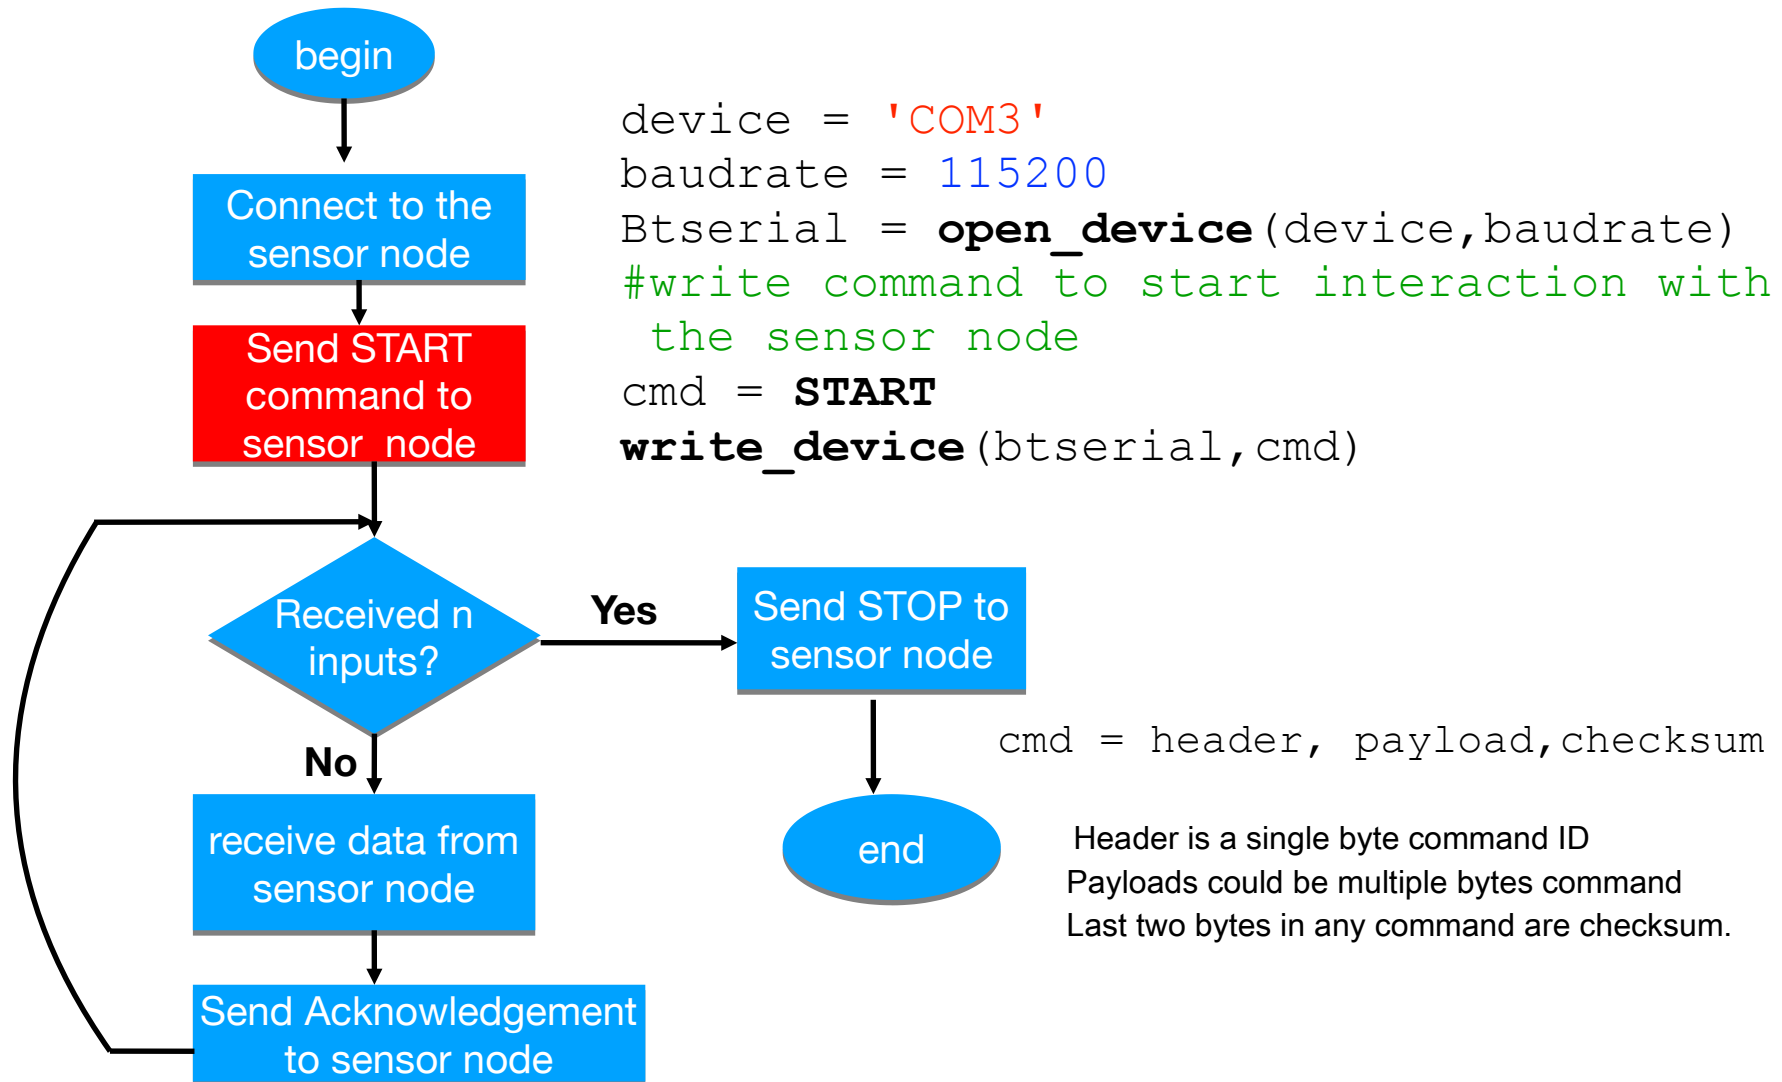 begin
Connect to the
sensor node
Send START
command to
sensor node
Received n
inputs?
Yes
No
Send STOP to
sensor node
end
receive data from
sensor node
Send Acknowledgement
to sensor node
device = 'COM3'
baudrate = 115200
Btserial = open_device(device,baudrate)
#write command to start interaction with
the sensor node
cmd = START
write_device(btserial,cmd)
cmd = header, payload,checksum
Header is a single byte command ID
Payloads could be multiple bytes command
Last two bytes in any command are checksum.